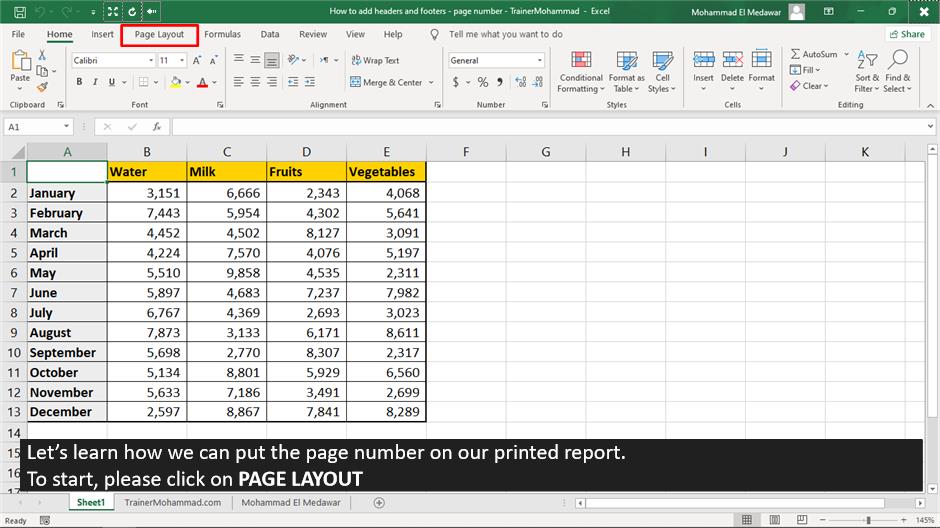 How to add headers and footers - page number - TrainerMohammad - Excel
Mohammad El Medawar
File Home Insert Page Layout Formulas Data Review View Help Tell me what you want to do Share
Paste
Calibri 11
B I U A
Wrap Text
Merge & Center
General
$ % ,
Conditional Formatting
Format as Table
Cell Styles
Insert Delete Format
AutoSum
Fill
Clear
Sort & Filter
Find & Select
Clipboard Font Alignment Number Styles Cells Editing
A1 fx
A B C D E F G H I J K
1 Water Milk Fruits Vegetables
2 January 3,151 6,666 2,343 4,068
3 February 7,443 5,954 4,302 5,641
4 March 4,452 4,502 8,127 3,091
5 April 4,224 7,570 4,076 5,197
6 May 5,510 9,858 4,535 2,311
7 June 5,897 4,683 7,237 7,982
8 July 6,767 4,369 2,693 3,023
9 August 7,873 3,133 6,171 8,611
10 September 5,698 2,770 8,307 2,317
11 October 5,134 8,801 5,929 6,560
12 November 5,633 7,186 3,491 2,699
13 December 2,597 8,867 7,841 8,289
14
15 Let's learn how we can put the page number on our printed report.
16 To start, please click on PAGE LAYOUT
17
Sheet1 TrainerMohammad.com Mohammad El Medawar
Ready 145%